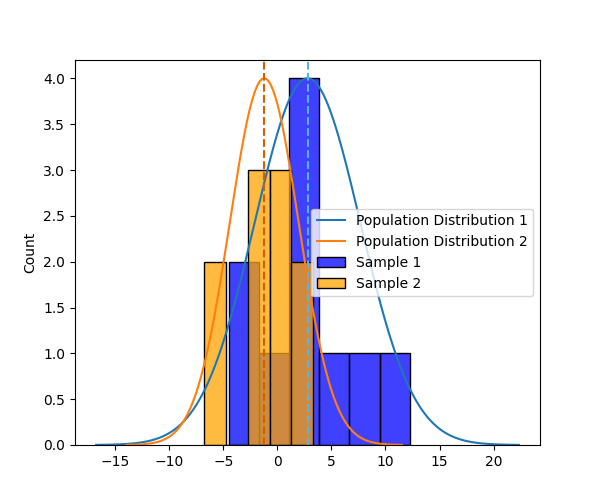 4.0
3.5
3.0
2.5
2.0
1.5
1.0
0.5
0.0
Count
Population Distribution 1
Population Distribution 2
Sample 1
Sample 2
−15 −10 −5 0 5 10 15 20